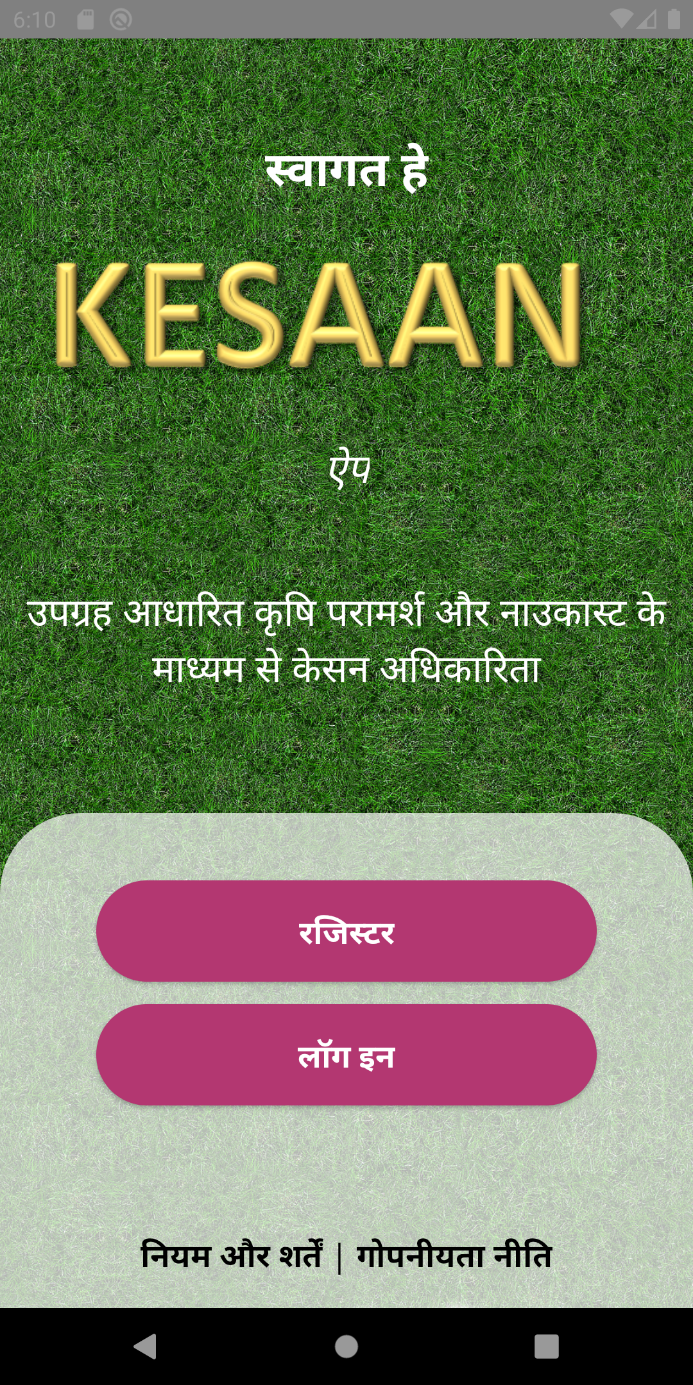 6:10
स्वागत हे
KESAAN
ऐप
उपग्रह आधारित कृषि परामर्श और नाउकास्ट के
माध्यम से केसन अधिकारिता
रजिस्टर
लॉग इन
नियम और शर्तें | गोपनीयता नीति